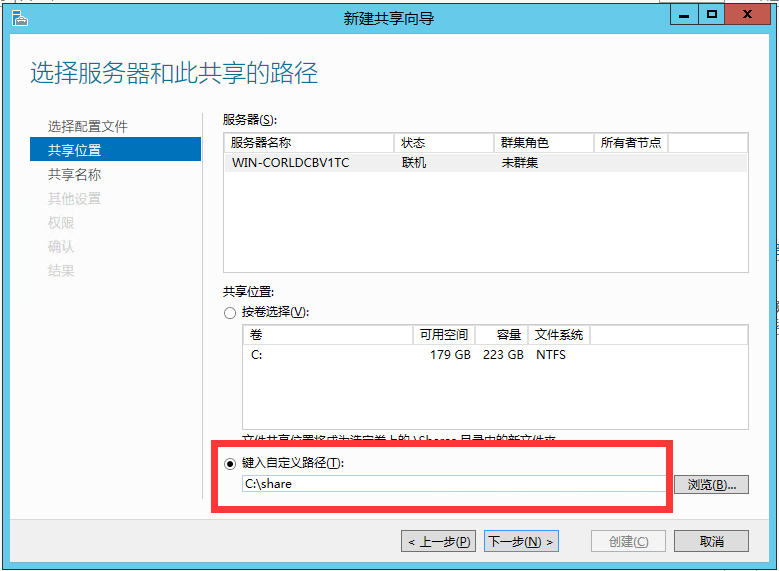 新建共享向导
选择服务器和此共享的路径
选择配置文件
共享位置
共享名称
其他设置
权限
确认
结果
服务器(S):
服务器名称 状态 群集角色 所有者节点
WIN-CORLDCBV1TC 联机 未群集
共享位置:
按卷选择(V):
卷 可用空间 容量 文件系统
C: 179 GB 223 GB NTFS
文件共享位置将成为选定卷上的 \Shares 目录中的新文件夹
键入自定义路径(T):
C:\share
浏览(B)...
< 上一步(P) 下一步(N) > 创建(C) 取消